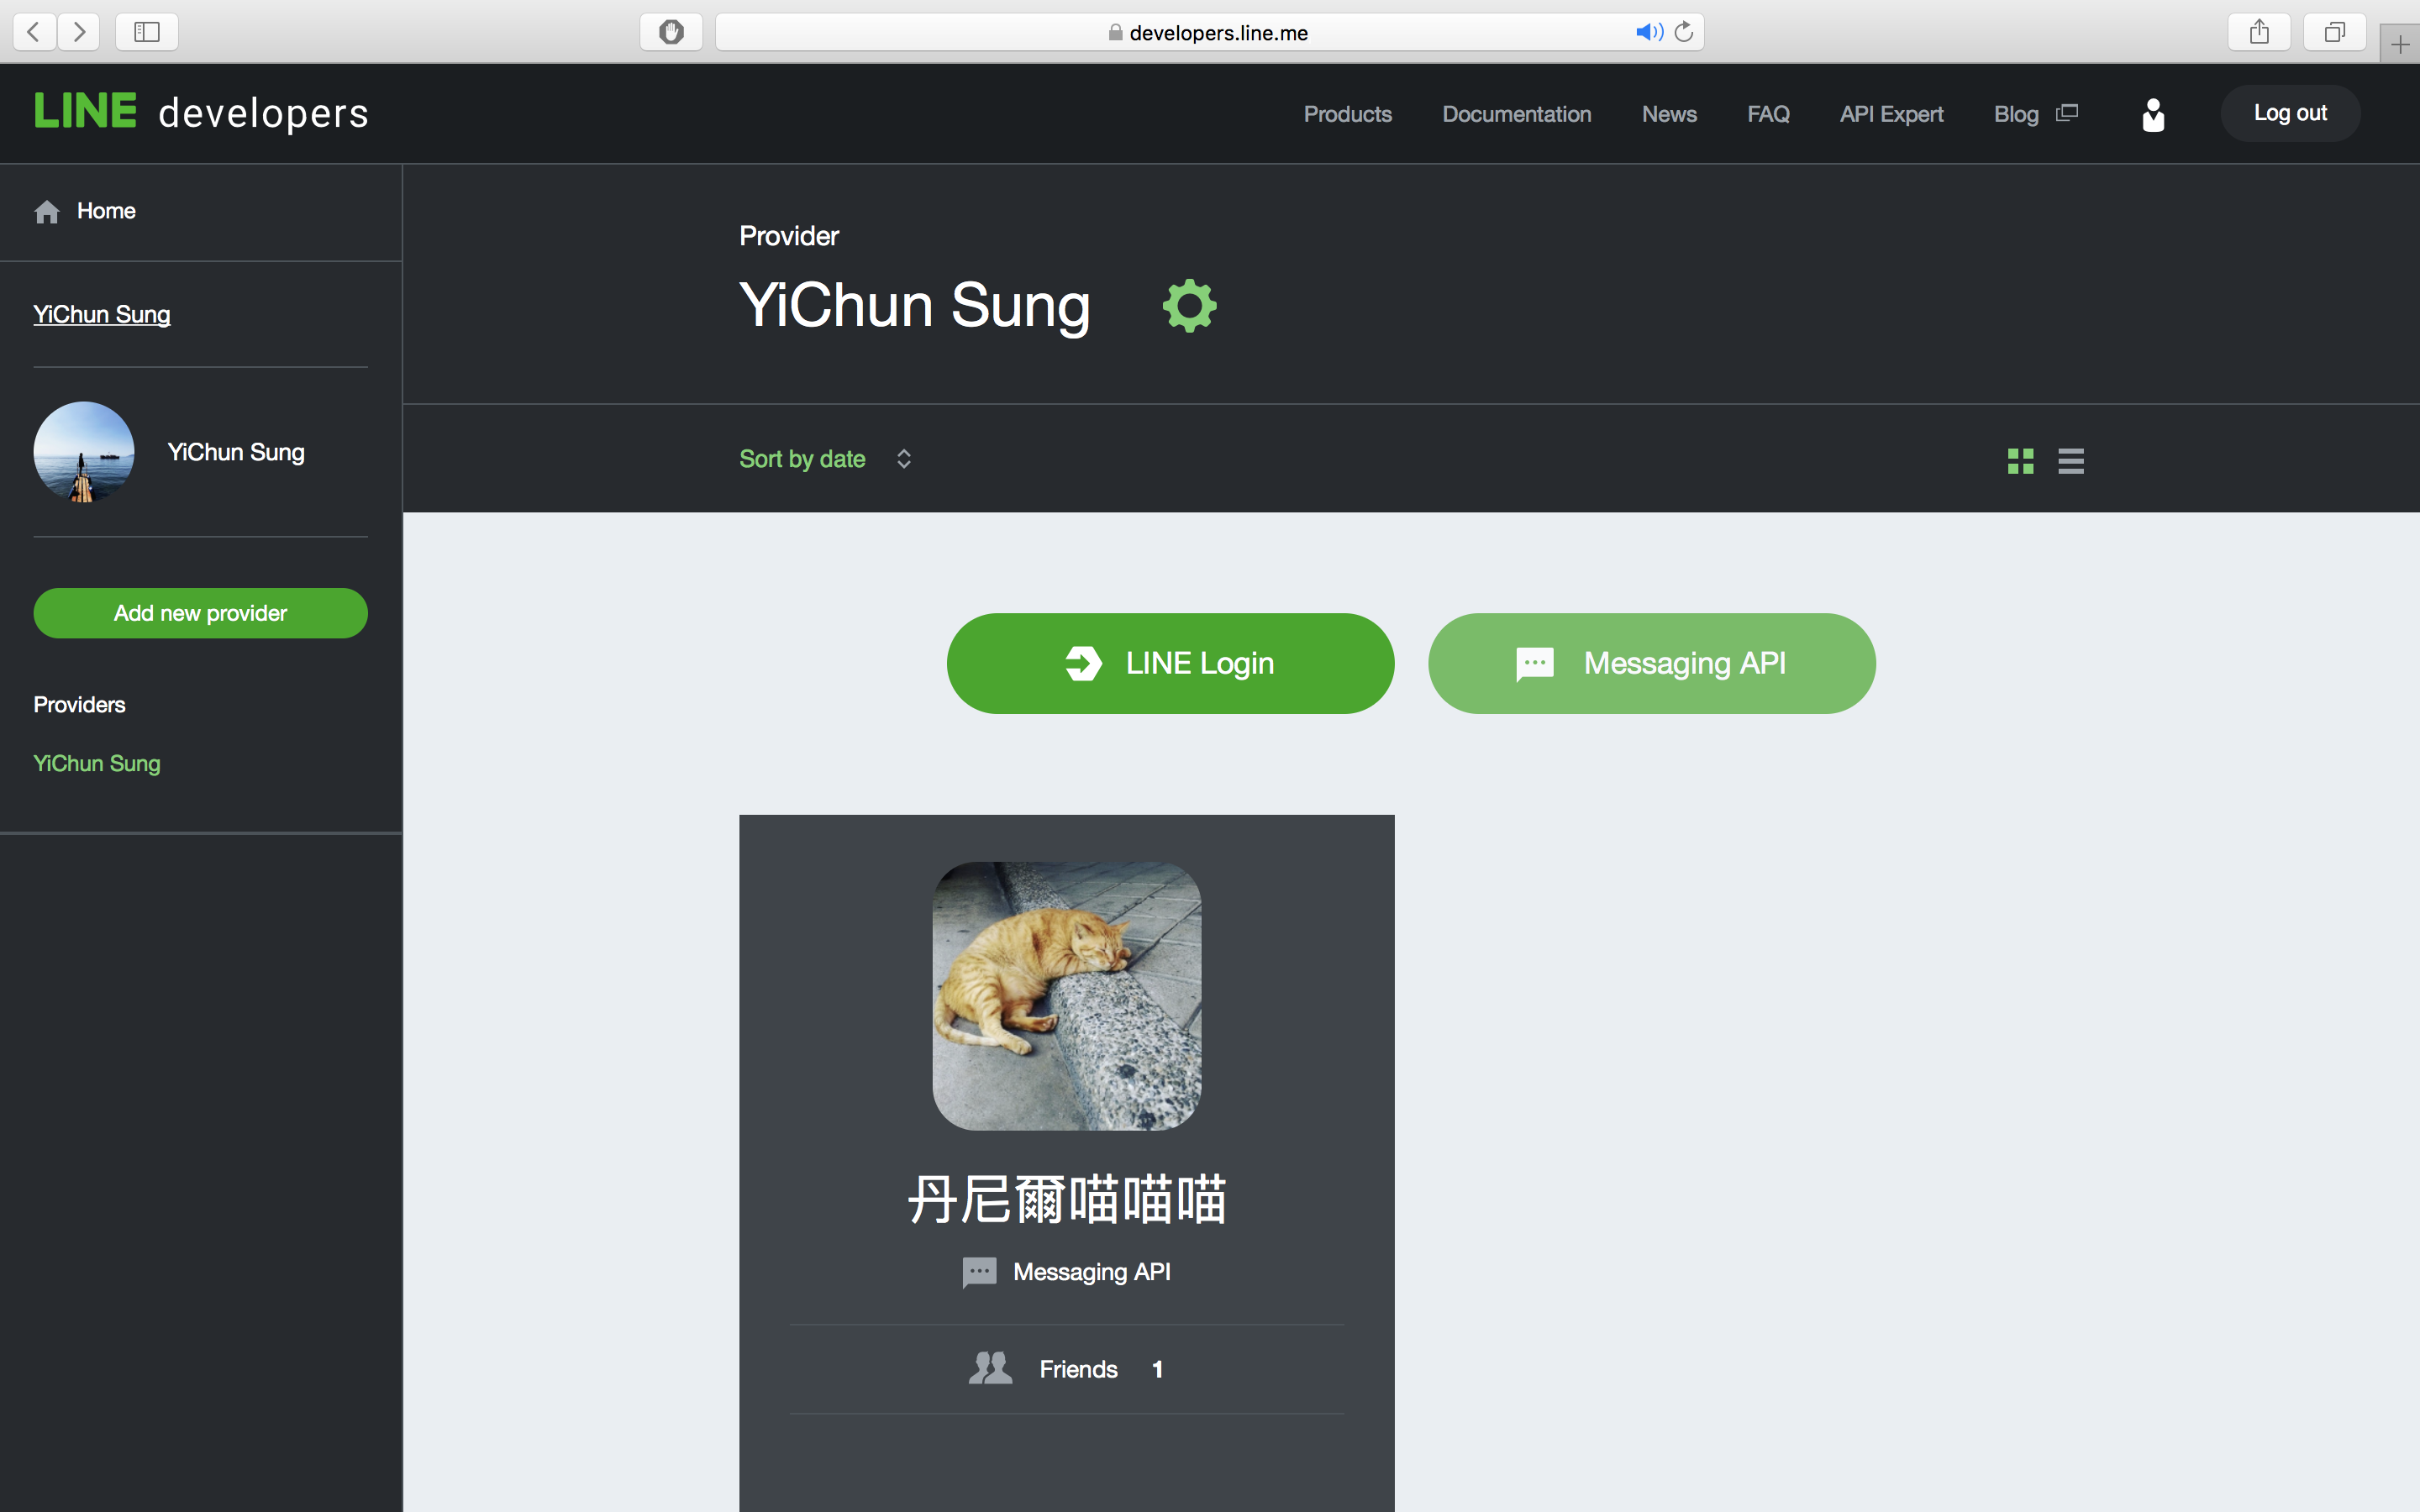 developers.line.me
LINE developers
Products
Documentation
News
FAQ
API Expert
Blog
Log out
Home
YiChun Sung
YiChun Sung
Add new provider
Providers
YiChun Sung
Provider
YiChun Sung
Sort by date
LINE Login
Messaging API
丹尼爾喵喵喵
Messaging API
Friends 1